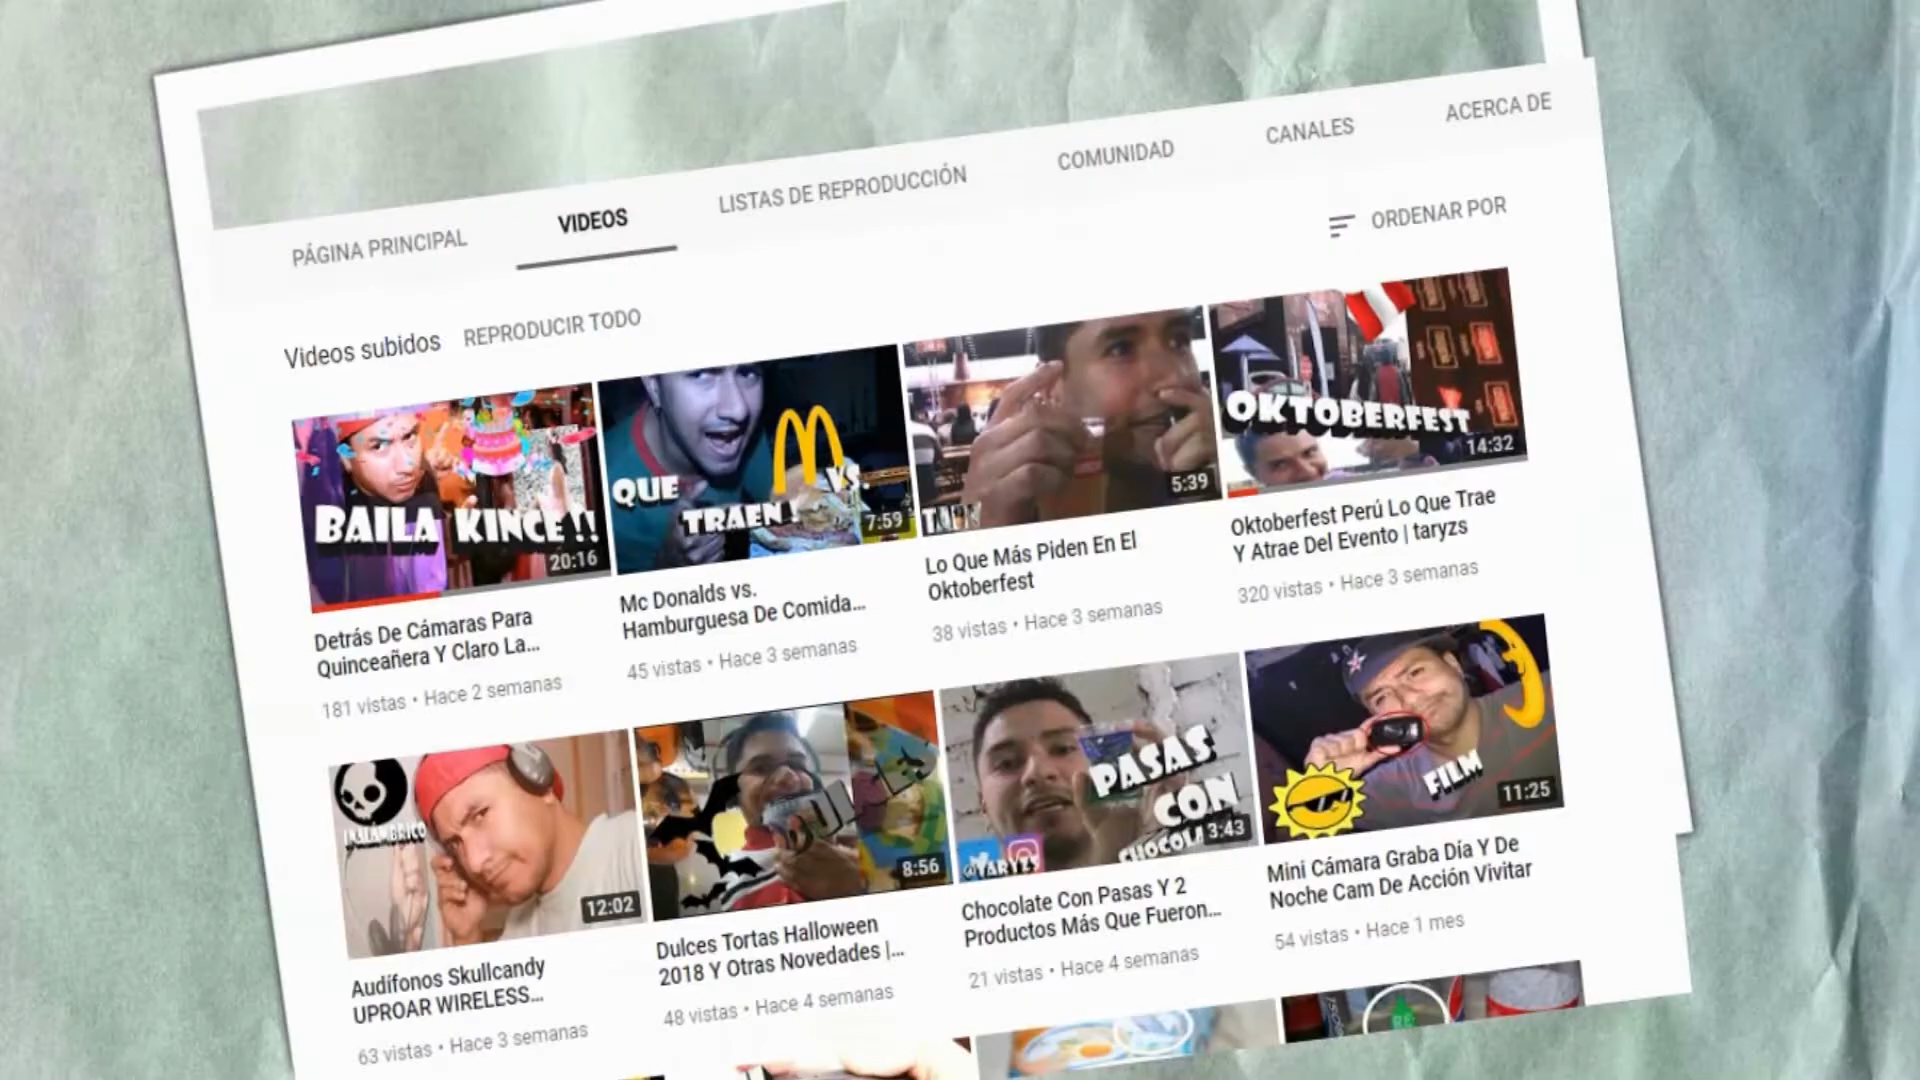 PÁGINA PRINCIPAL
VIDEOS
LISTAS DE REPRODUCCIÓN
COMUNIDAD
CANALES
ACERCA DE
ORDENAR POR
Videos subidos
REPRODUCIR TODO
BAILA KINCE!!
20:16
QUE
TRAEN!
VS.
7:59
5:39
OKTOBERFEST
14:32
Detrás De Cámaras Para
Quinceañera Y Claro La...
181 vistas • Hace 2 semanas
Mc Donalds vs.
Hamburguesa De Comida...
45 vistas • Hace 3 semanas
Lo Que Más Piden En El
Oktoberfest
38 vistas • Hace 3 semanas
Oktoberfest Perú Lo Que Trae
Y Atrae Del Evento | taryzs
320 vistas • Hace 3 semanas
INALÁMBRICO
12:02
8:56
PASAS
CON
CHOCOLA
@TARYZS
3:43
FILM
11:25
Audífonos Skullcandy
UPROAR WIRELESS...
63 vistas • Hace 3 semanas
Dulces Tortas Halloween
2018 Y Otras Novedades |...
48 vistas • Hace 4 semanas
Chocolate Con Pasas Y 2
Productos Más Que Fueron...
21 vistas • Hace 4 semanas
Mini Cámara Graba Día Y De
Noche Cam De Acción Vivitar
54 vistas • Hace 1 mes